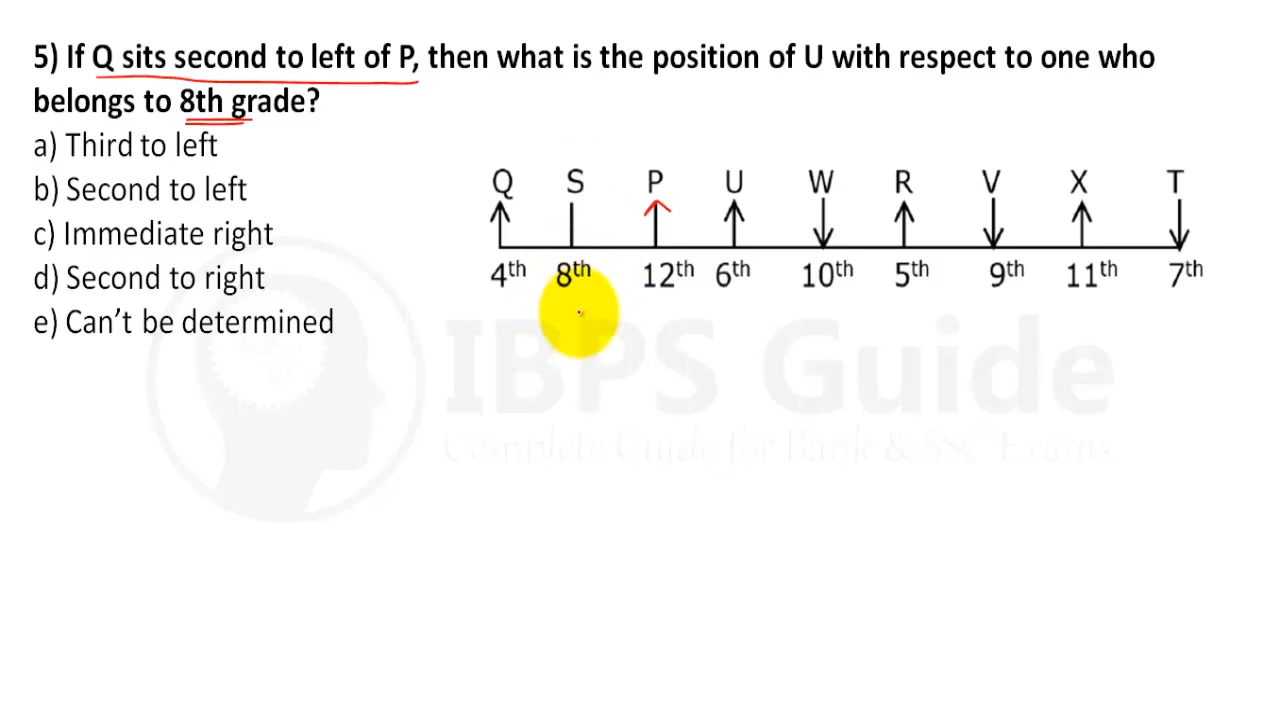 5) If Q sits second to left of P, then what is the position of U with respect to one who
belongs to 8th grade?
a) Third to left
b) Second to left
c) Immediate right
d) Second to right
e) Can't be determined
Q S P U W R V X T
4th 8th 12th 6th 10th 5th 9th 11th 7th
IBPS Guide
Complete Guide for Bank & SSC Exams